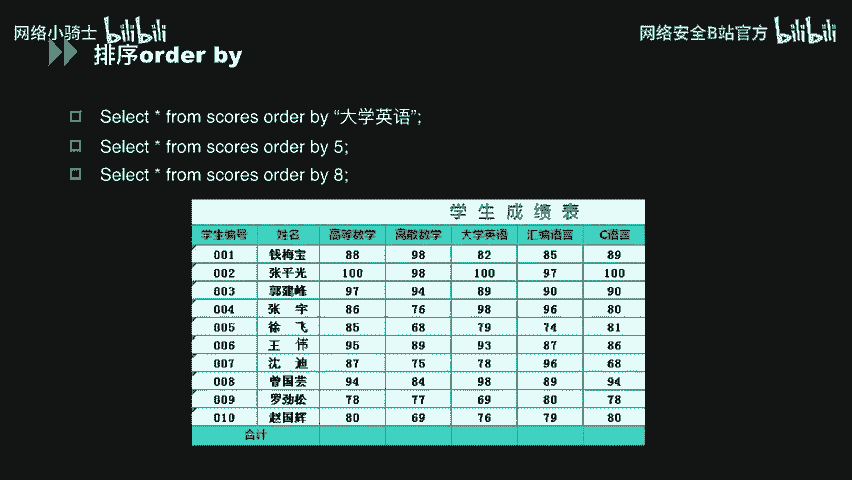 网络小骑士 bilibili
网络安全B站官方 bilibili
排序order by
Select * from scores order by “大学英语”;
Select * from scores order by 5;
Select * from scores order by 8;
学 生 成 绩 表
学生编号 姓名 高等数学 离散数学 大学英语 汇编语言 C语言
001 钱梅宝 88 98 82 85 89
002 张平光 100 98 100 97 100
003 郭建峰 97 94 89 90 90
004 张 宇 86 76 98 96 80
005 徐 飞 85 68 79 74 81
006 王 伟 95 89 93 87 86
007 沈 迪 87 75 78 96 68
008 曾国芸 94 84 98 89 94
009 罗劲松 78 77 69 80 78
010 赵国辉 80 69 76 79 80
合计